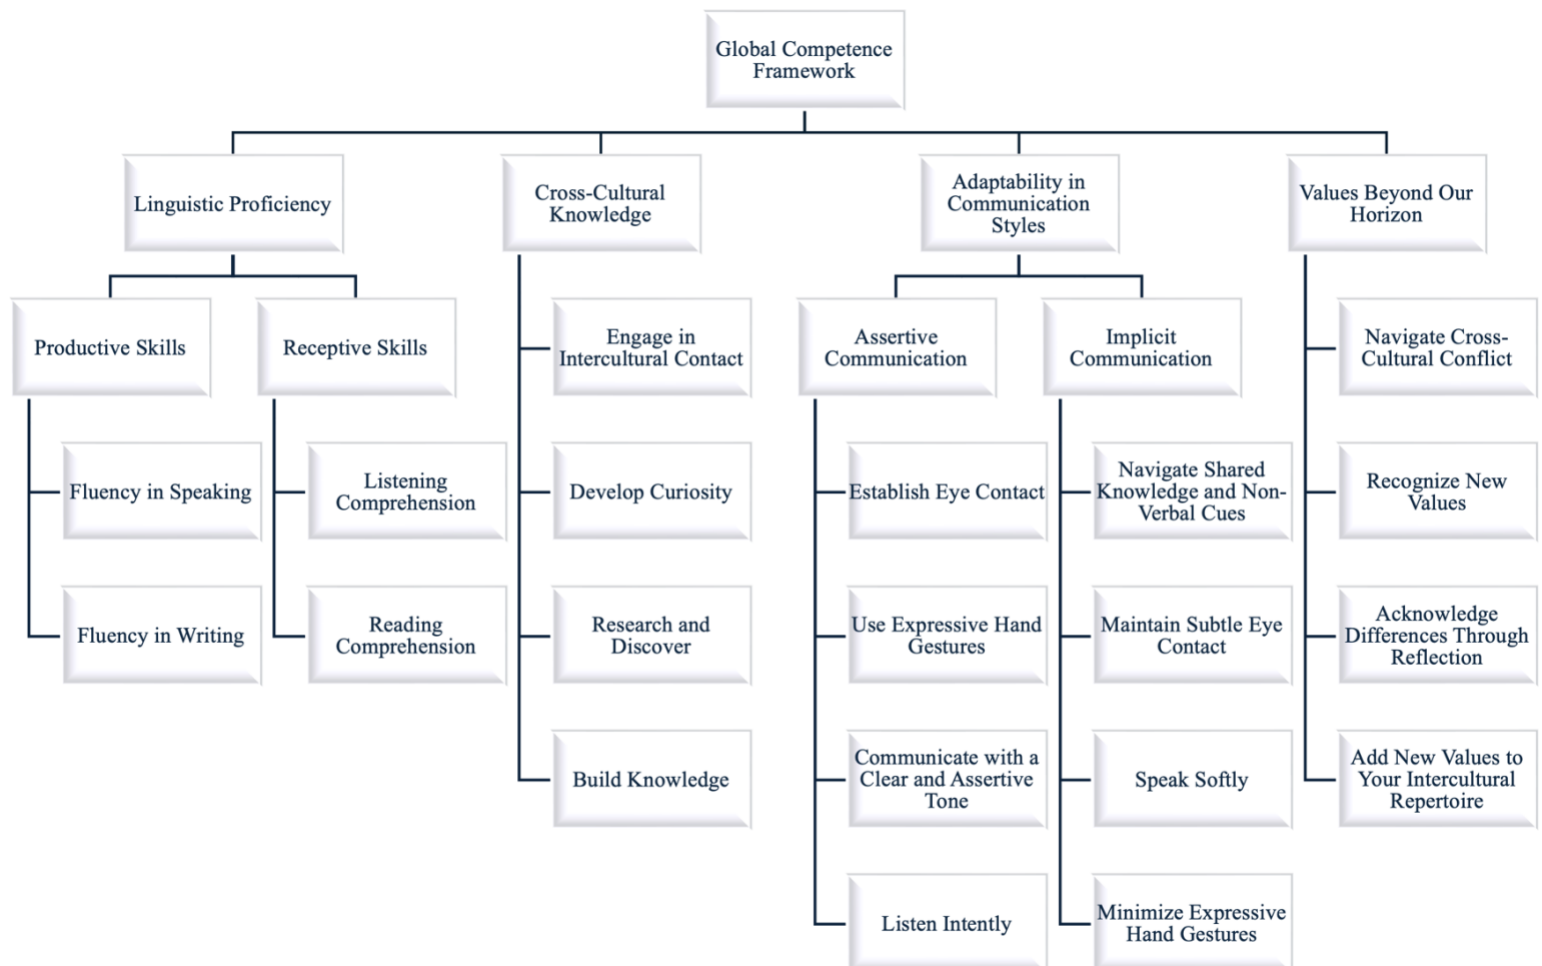 Global Competence
Framework
Linguistic Proficiency
Cross-Cultural
Knowledge
Adaptability in
Communication
Styles
Values Beyond Our
Horizon
Productive Skills
Receptive Skills
Engage in
Intercultural Contact
Assertive
Communication
Implicit
Communication
Navigate Cross-
Cultural Conflict
Fluency in Speaking
Listening
Comprehension
Develop Curiosity
Establish Eye Contact
Navigate Shared
Knowledge and Non-
Verbal Cues
Recognize New
Values
Fluency in Writing
Reading
Comprehension
Research and
Discover
Use Expressive Hand
Gestures
Maintain Subtle Eye
Contact
Acknowledge
Differences Through
Reflection
Build Knowledge
Communicate with a
Clear and Assertive
Tone
Speak Softly
Add New Values to
Your Intercultural
Repertoire
Listen Intently
Minimize Expressive
Hand Gestures